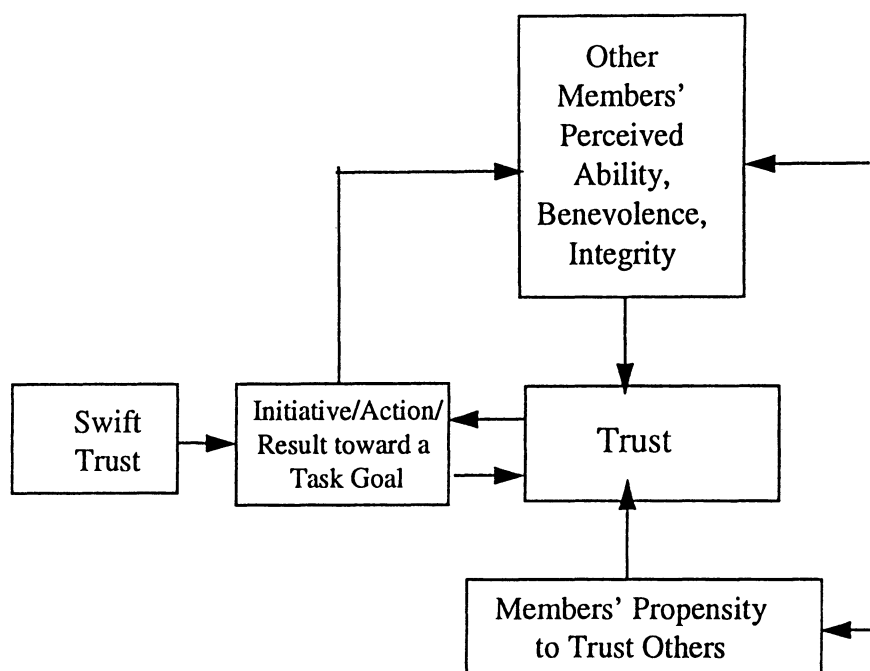 Other
Members’
Perceived
Ability,
Benevolence,
Integrity
Swift
Trust
Initiative/Action/
Result toward a
Task Goal
Trust
Members’ Propensity
to Trust Others